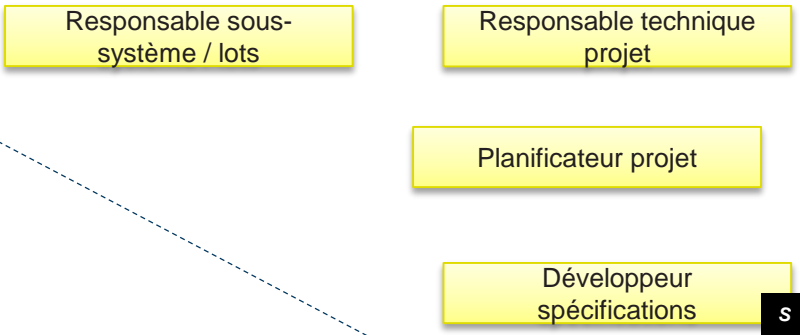 Responsable sous-
système / lots
Responsable technique
projet
Planificateur projet
Développeur
spécifications
S